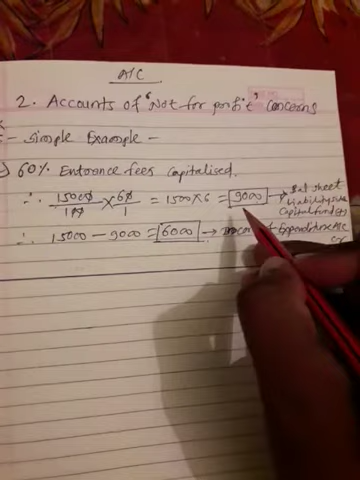 A/C
2. Accounts of "Not for profit" concerns
:- Simple Example -
60% Entrance fees capitalised.
∴ 15000/100 × 60/1 = 1500×6 = 9000 → Bal sheet
Liability side
Capital fund
∴ 15000 - 9000 = 6000 → Expenditure A/c
Cr